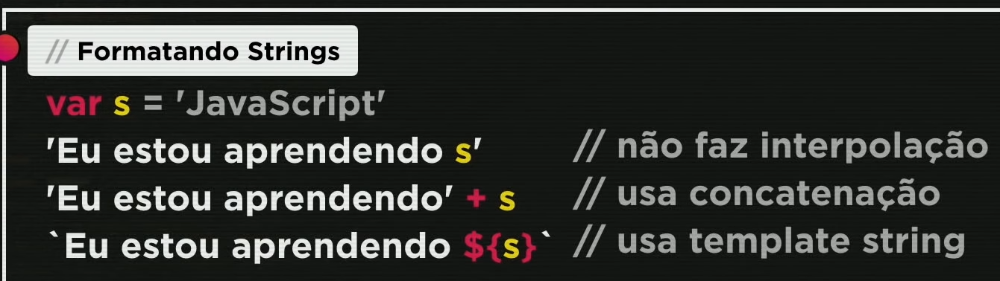 // Formatando Strings
var s = 'JavaScript'
'Eu estou aprendendo s' // não faz interpolação
'Eu estou aprendendo' + s // usa concatenação
`Eu estou aprendendo ${s}` // usa template string